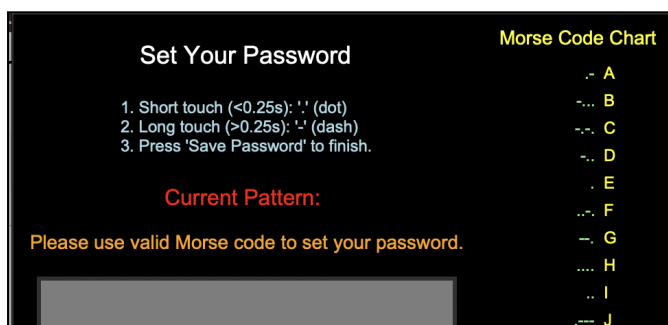 Set Your Password
1. Short touch (<0.25s): '.' (dot)
2. Long touch (>0.25s): '-' (dash)
3. Press 'Save Password' to finish.
Current Pattern:
Please use valid Morse code to set your password.
Morse Code Chart
.- A
-... B
-.-. C
-.. D
. E
..-. F
--. G
.... H
.. I
.--- J